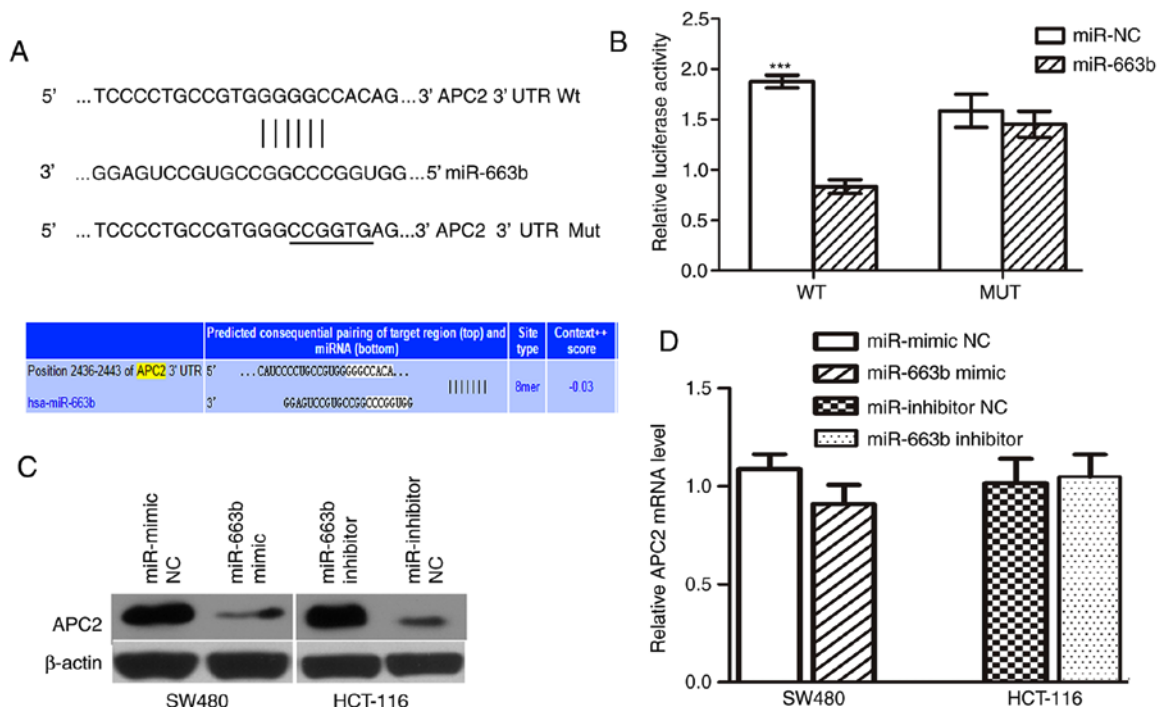 A
5’ ...TCCCCTGCCGTGGGGGCCACAG...3’ APC2 3’ UTR Wt
3’ ...GGAGUCCGUGCCGGCCCGGUGG...5’ miR-663b
5’ ...TCCCCTGCCGTGGGCCGGTGAG...3’ APC2 3’ UTR Mut
Predicted consequential pairing of target region (top) and miRNA (bottom)
Site type
Context++ score
Position 2436-2443 of APC2 3' UTR 5' ...CAUCCCCUGCCGUGGGGGCCACA...
hsa-miR-663b 3' GGAGUCCGUGCCGGCCCGGUGG
8mer
-0.03
B
miR-NC
miR-663b
Relative luciferase activity
2.5
2.0
1.5
1.0
0.5
0.0
***
WT MUT
C
miR-mimic NC
miR-663b mimic
miR-663b inhibitor
miR-inhibitor NC
APC2
β-actin
SW480 HCT-116
D
miR-mimic NC
miR-663b mimic
miR-inhibitor NC
miR-663b inhibitor
Relative APC2 mRNA level
1.5
1.0
0.5
0.0
SW480 HCT-116